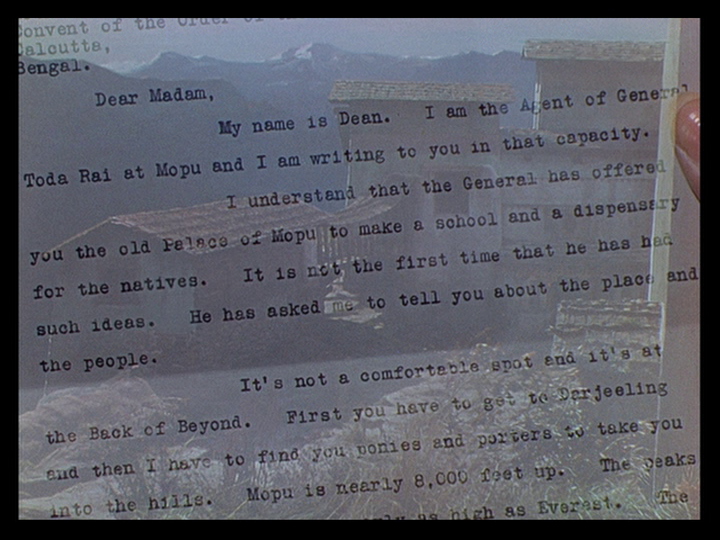 Convent of the Order of
Calcutta,
Bengal.
Dear Madam,
My name is Dean. I am the Agent of General
Toda Rai at Mopu and I am writing to you in that capacity.
I understand that the General has offered
you the old Palace of Mopu to make a school and a dispensary
for the natives. It is not the first time that he has had
such ideas. He has asked me to tell you about the place and
the people.
It's not a comfortable spot and it's at
the Back of Beyond. First you have to get to Darjeeling
and then I have to find you ponies and porters to take you
into the hills. Mopu is nearly 8,000 feet up. The peaks
as high as Everest. The